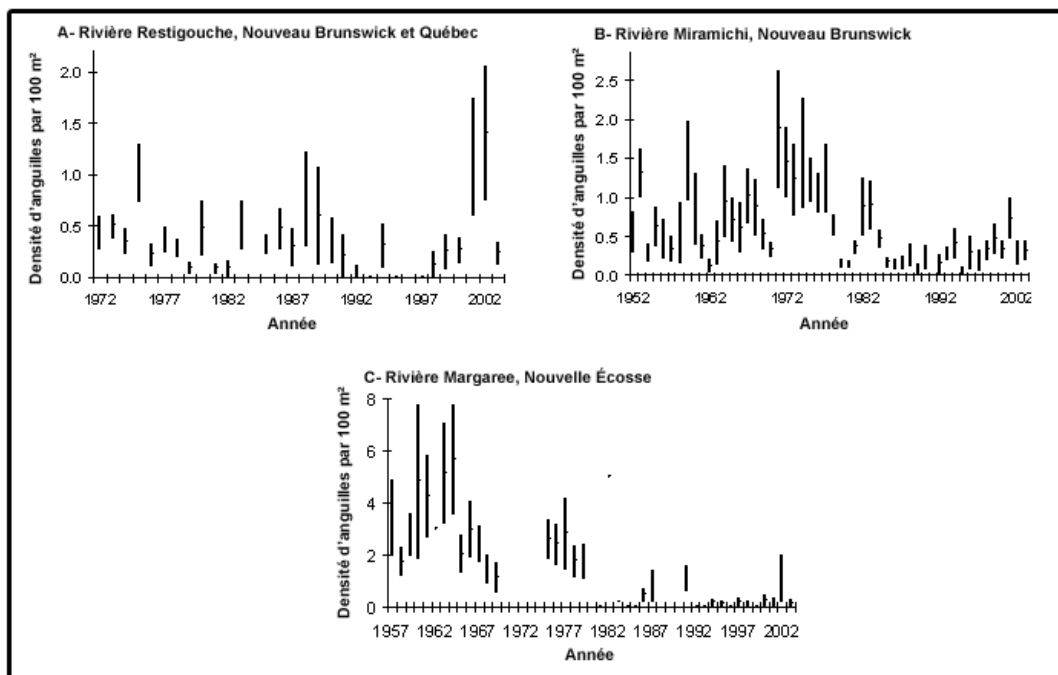 A- Rivière Restigouche, Nouveau Brunswick et Québec
Densité d'anguilles par 100 m²
2.0
1.5
1.0
0.5
0.0
1972 1977 1982 1987 1992 1997 2002
Année
B- Rivière Miramichi, Nouveau Brunswick
Densité d'anguilles par 100 m²
2.5
2.0
1.5
1.0
0.5
0.0
1952 1962 1972 1982 1992 2002
Année
C- Rivière Margaree, Nouvelle Écosse
Densité d'anguilles par 100 m²
8
6
4
2
0
1957 1962 1967 1972 1977 1982 1987 1992 1997 2002
Année